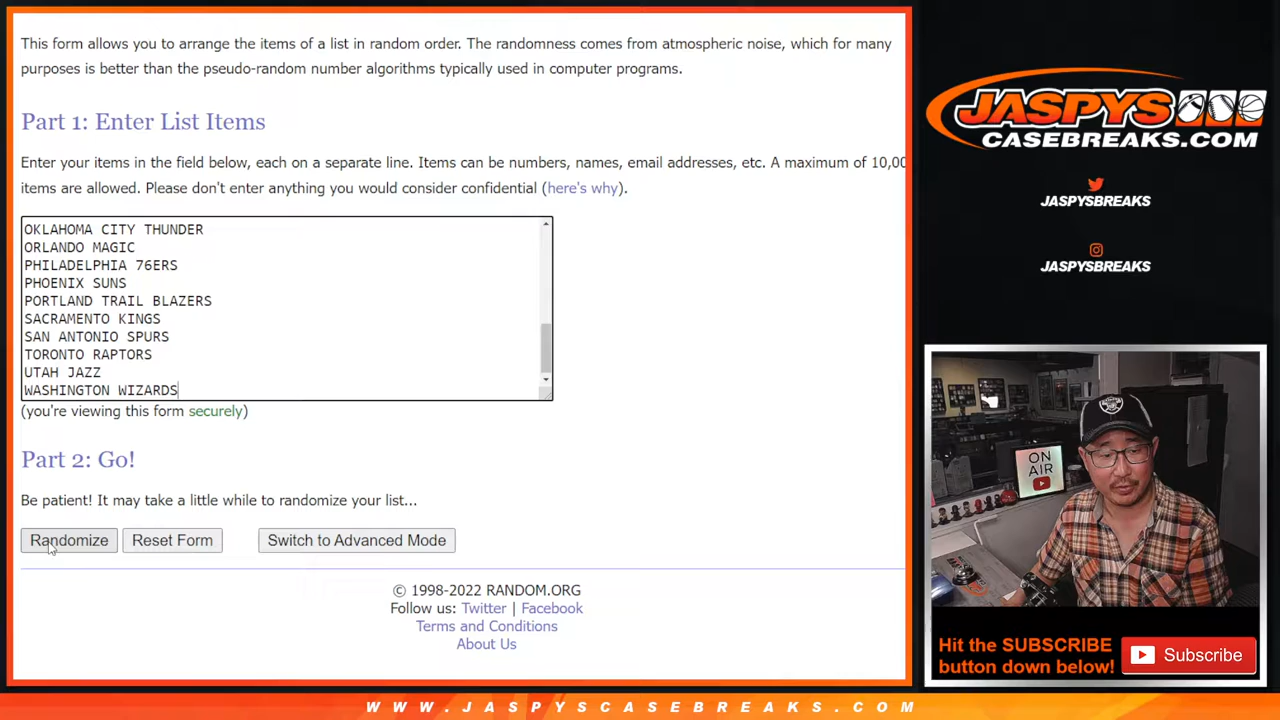 This form allows you to arrange the items of a list in random order. The randomness comes from atmospheric noise, which for many
purposes is better than the pseudo-random number algorithms typically used in computer programs.
Part 1: Enter List Items
Enter your items in the field below, each on a separate line. Items can be numbers, names, email addresses, etc. A maximum of 10,00
items are allowed. Please don't enter anything you would consider confidential (here's why).
OKLAHOMA CITY THUNDER
ORLANDO MAGIC
PHILADELPHIA 76ERS
PHOENIX SUNS
PORTLAND TRAIL BLAZERS
SACRAMENTO KINGS
SAN ANTONIO SPURS
TORONTO RAPTORS
UTAH JAZZ
WASHINGTON WIZARDS
(you're viewing this form securely)
Part 2: Go!
Be patient! It may take a little while to randomize your list...
Randomize Reset Form Switch to Advanced Mode
© 1998-2022 RANDOM.ORG
Follow us: Twitter | Facebook
Terms and Conditions
About Us
JASPYS
CASEBREAKS.COM
JASPYSBREAKS
JASPYSBREAKS
ON
AIR
Hit the SUBSCRIBE
button down below!
Subscribe
WWW.JASPYSCASEBREAKS.COM